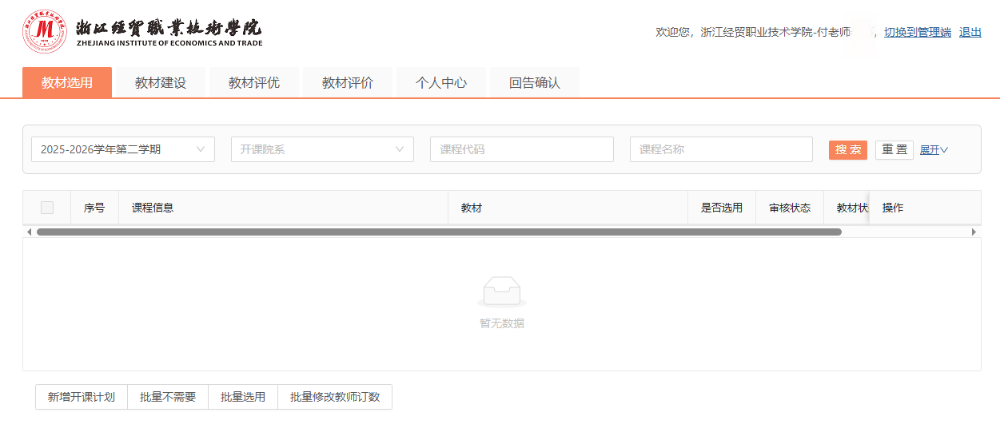 浙江经贸職業技術學院
ZHEJIANG INSTITUTE OF ECONOMICS AND TRADE
欢迎您，浙江经贸职业技术学院-付老师 ，切换到管理端 退出
教材选用 教材建设 教材评优 教材评价 个人中心 回告确认
2025-2026学年第二学期 开课院系 课程代码 课程名称 搜 索 重 置 展开
序号 课程信息 教材 是否选用 审核状态 教材状 操作
暂无数据
新增开课计划 批量不需要 批量选用 批量修改教师订数